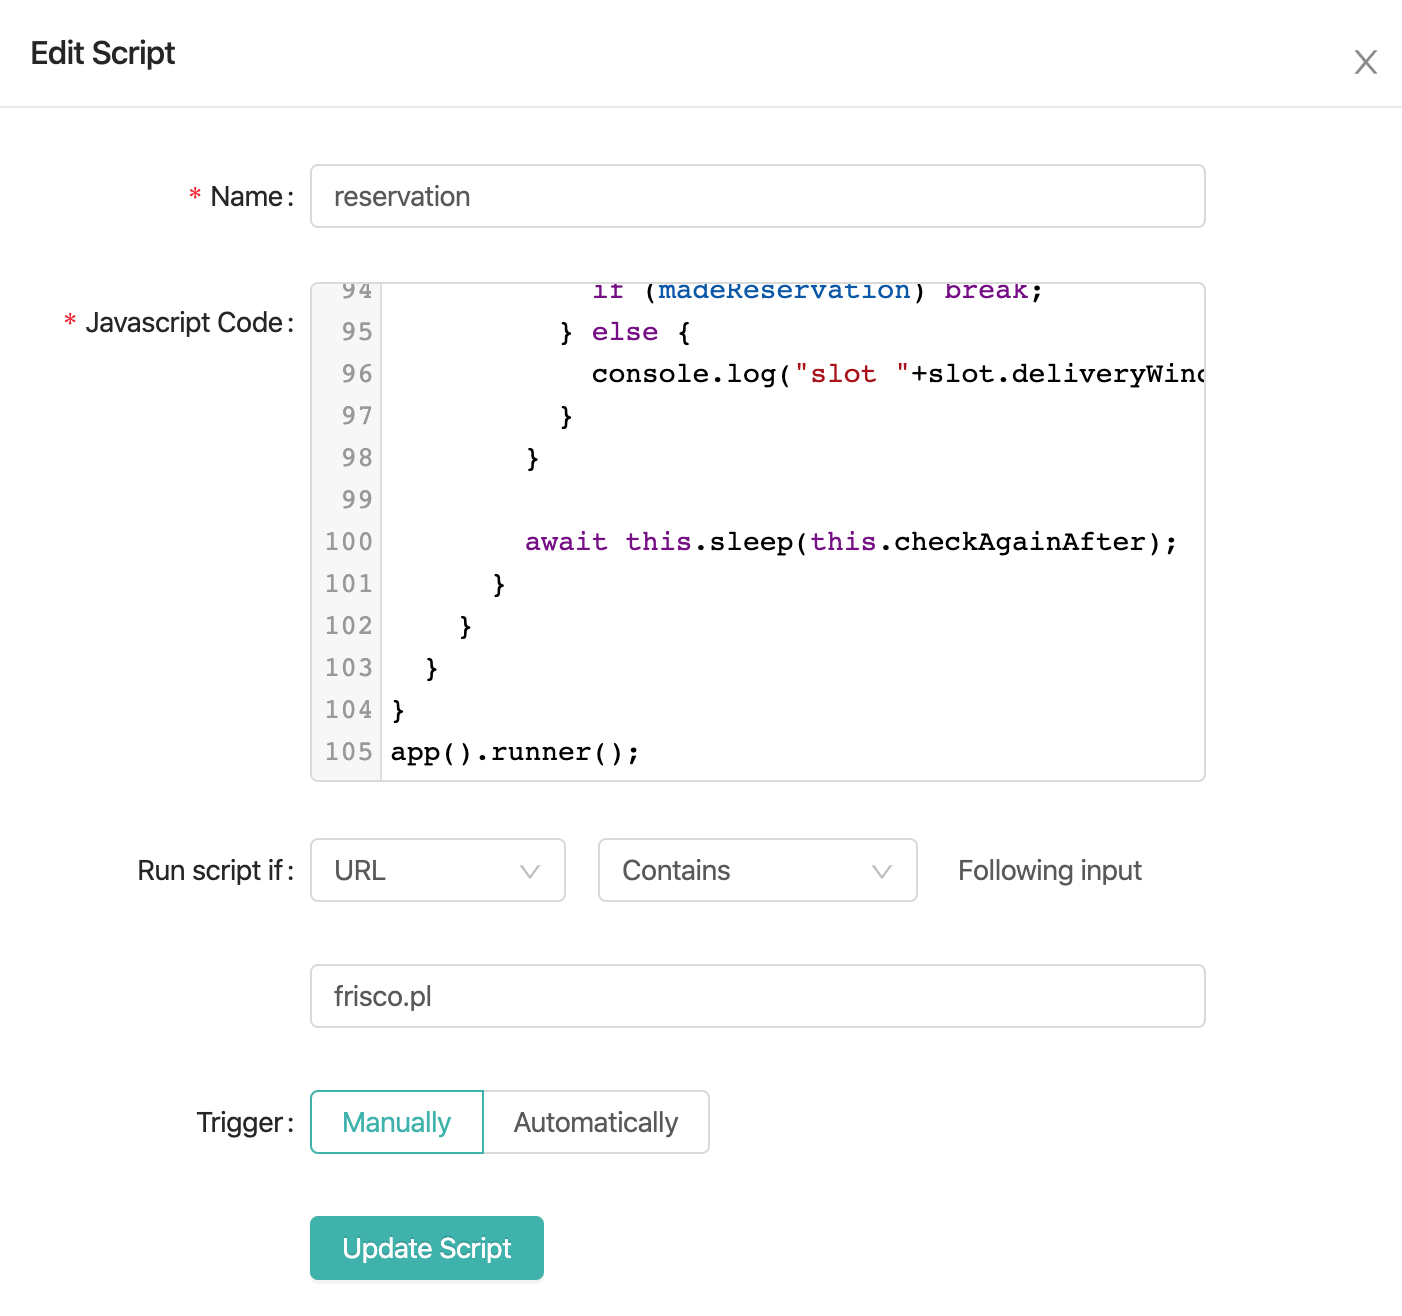 Edit Script
* Name:
reservation
* Javascript Code:
94 if (madeReservation) break;
95 } else {
96 console.log("slot "+slot.deliveryWind
97 }
98 }
99
100 await this.sleep(this.checkAgainAfter);
101 }
102 }
103 }
104 }
105 app().runner();
Run script if: URL Contains Following input
frisco.pl
Trigger: Manually Automatically
Update Script